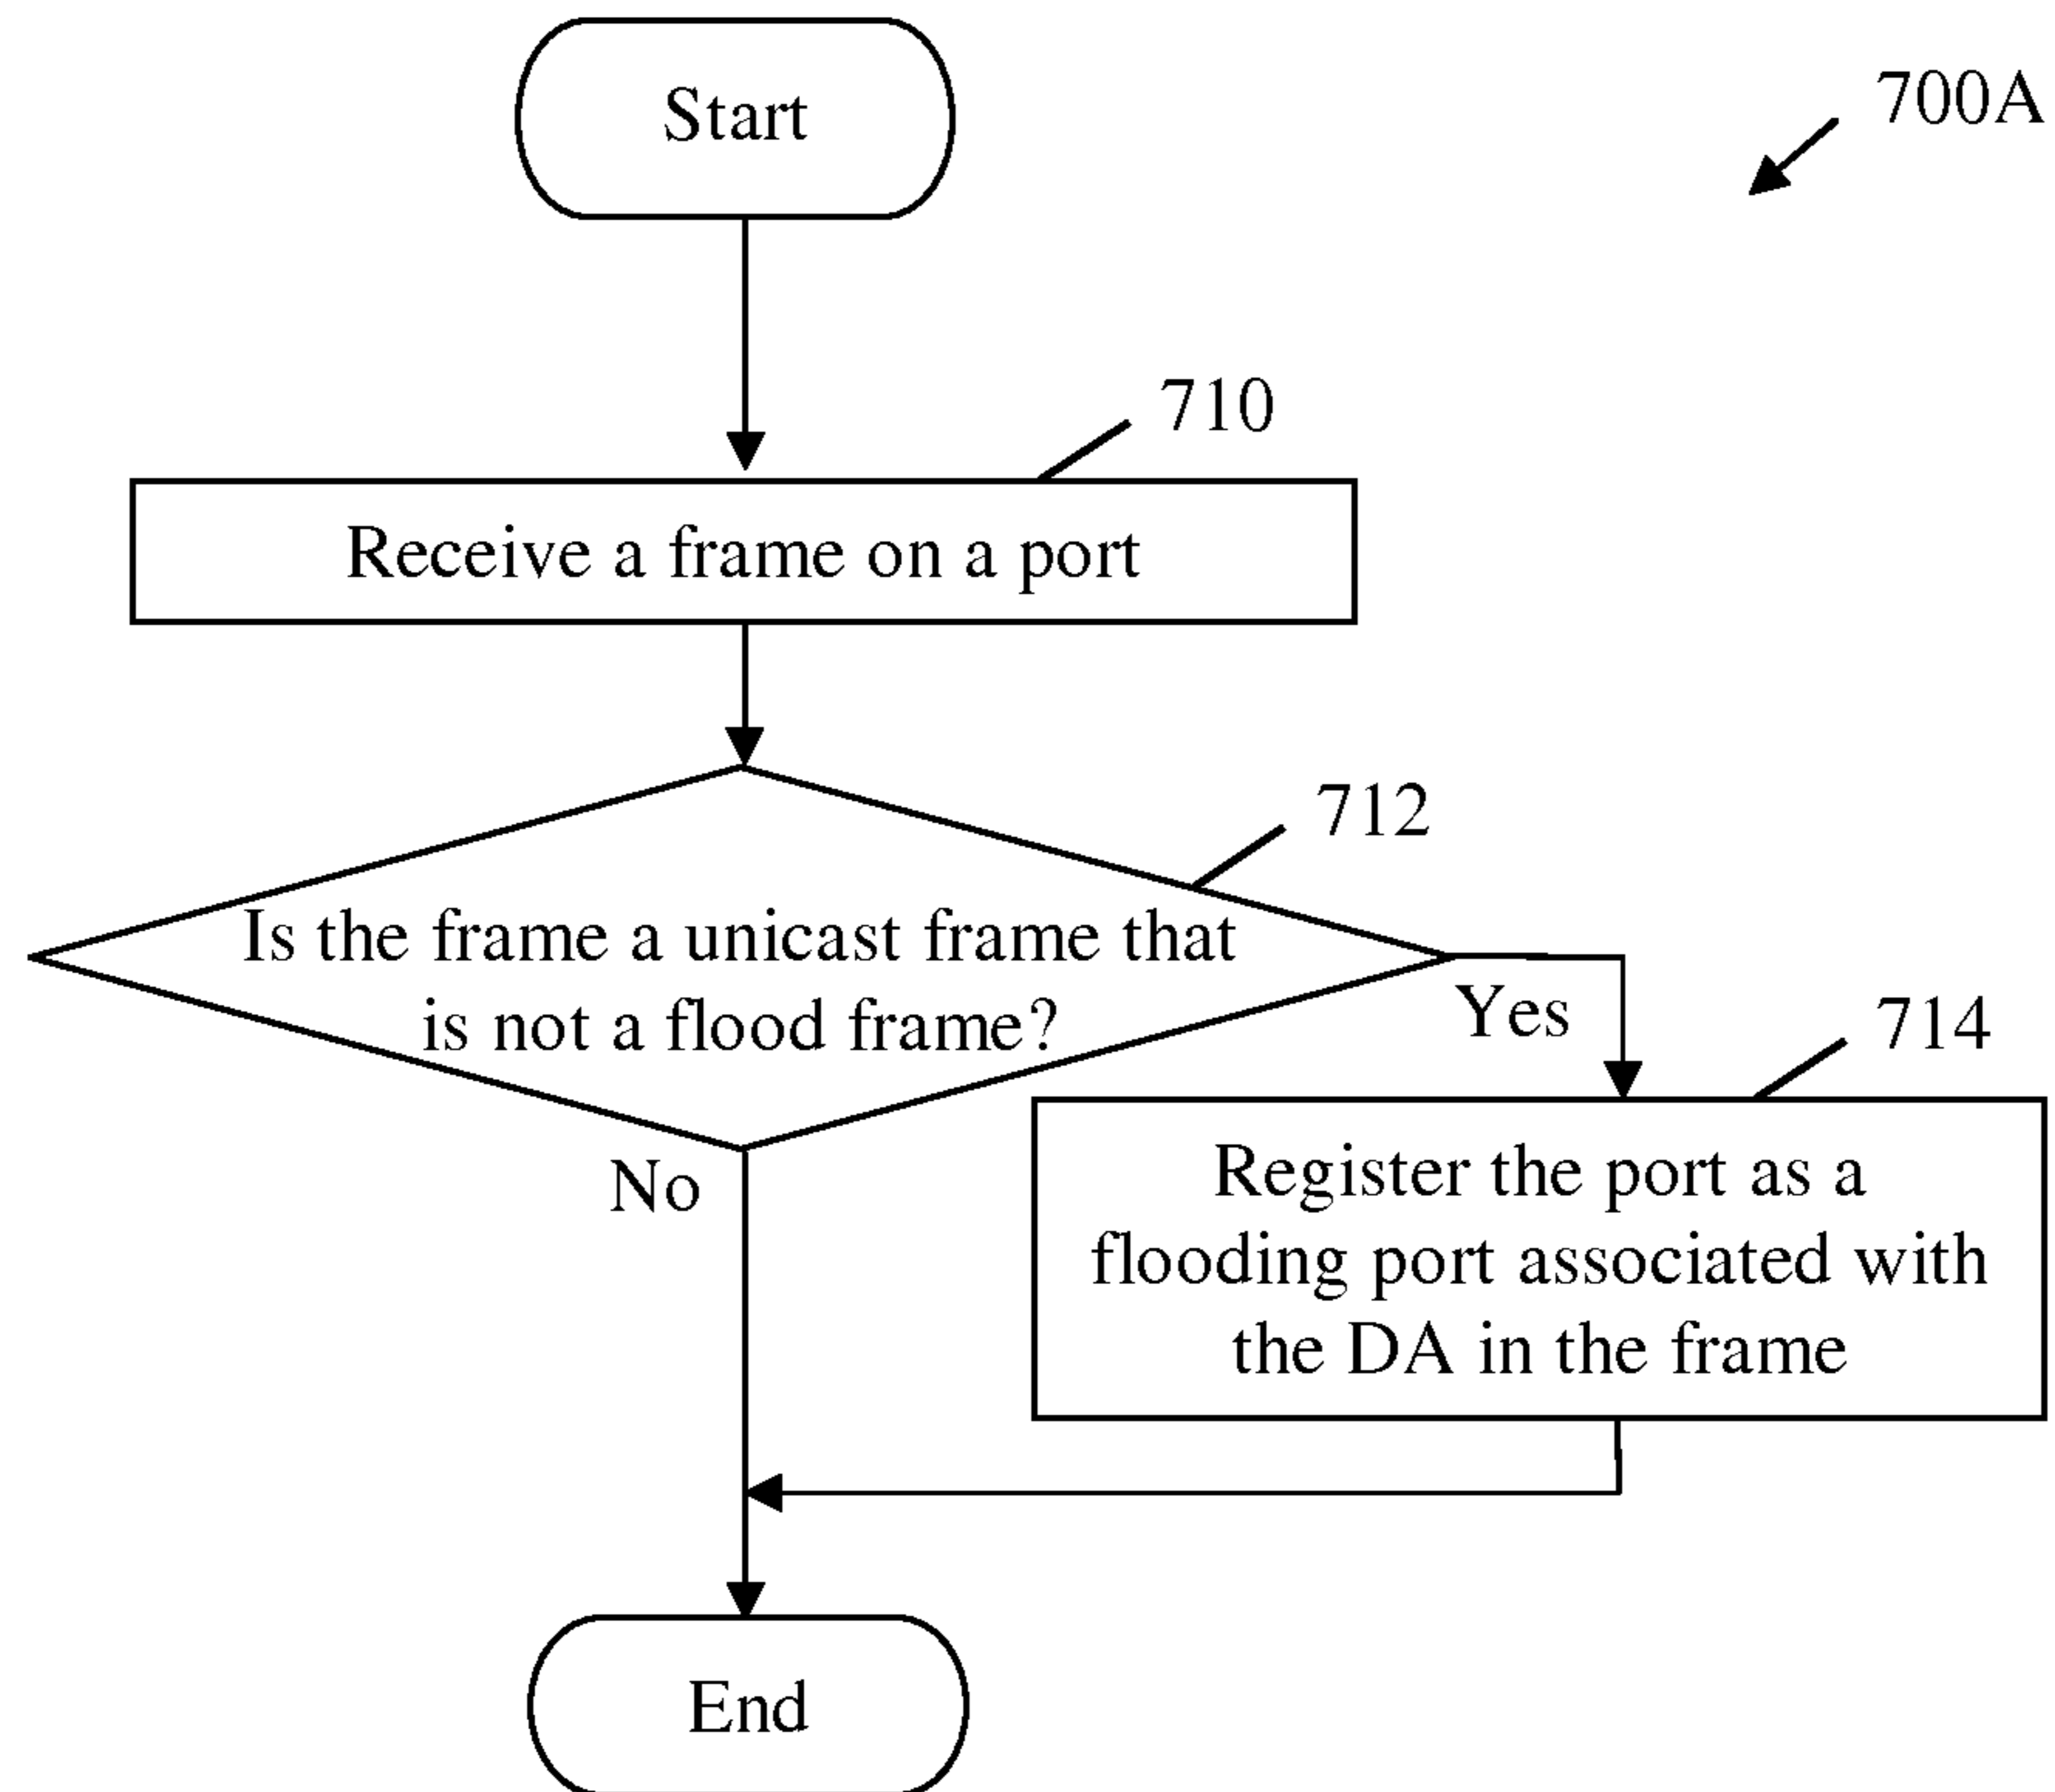 Start
700A
710
Receive a frame on a port
712
Is the frame a unicast frame that
is not a flood frame?
Yes
714
No
Register the port as a
flooding port associated with
the DA in the frame
End